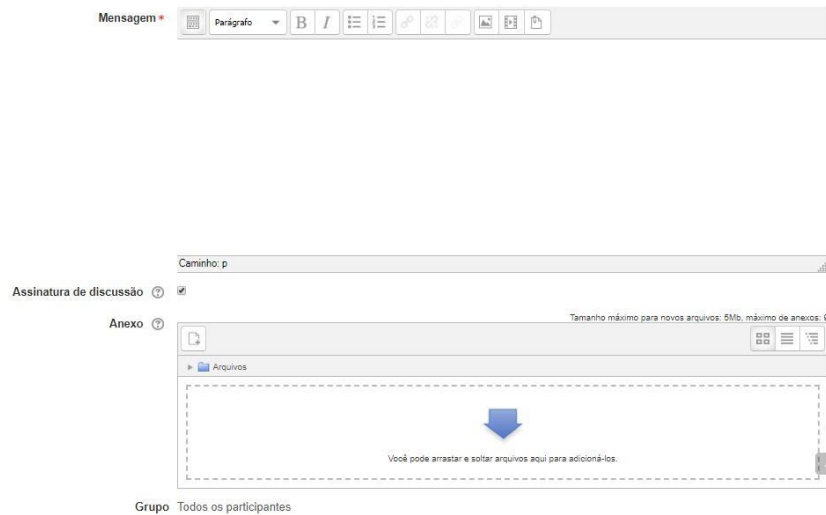 Mensagem *
Parágrafo B I
Caminho: p
Assinatura de discussão
Tamanho máximo para novos arquivos: 5Mb, máximo de anexos: 9
Anexo
Arquivos
Você pode arrastar e soltar arquivos aqui para adicioná-los.
Grupo Todos os participantes